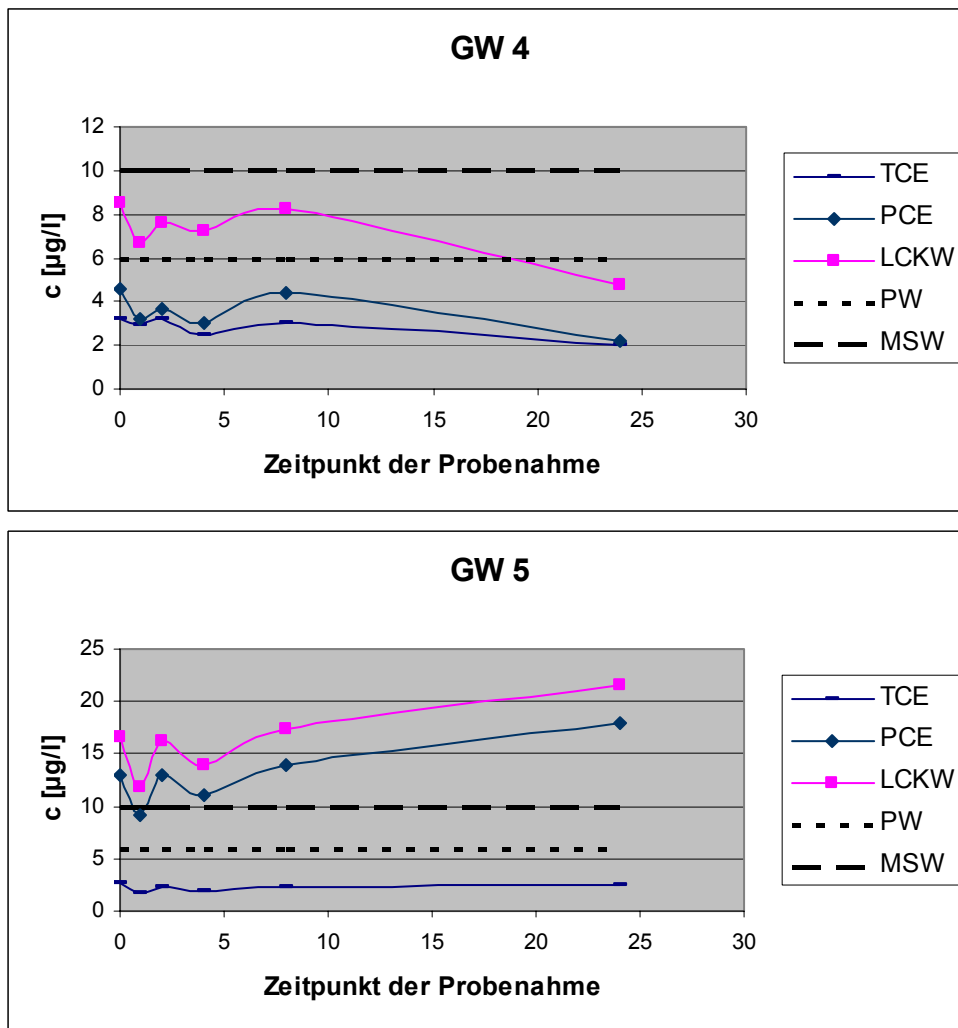 GW 4
c [µg/l]
12
10
8
6
4
2
0
0 5 10 15 20 25 30
Zeitpunkt der Probenahme
TCE
PCE
LCKW
PW
MSW
GW 5
c [µg/l]
25
20
15
10
5
0
0 5 10 15 20 25 30
Zeitpunkt der Probenahme
TCE
PCE
LCKW
PW
MSW